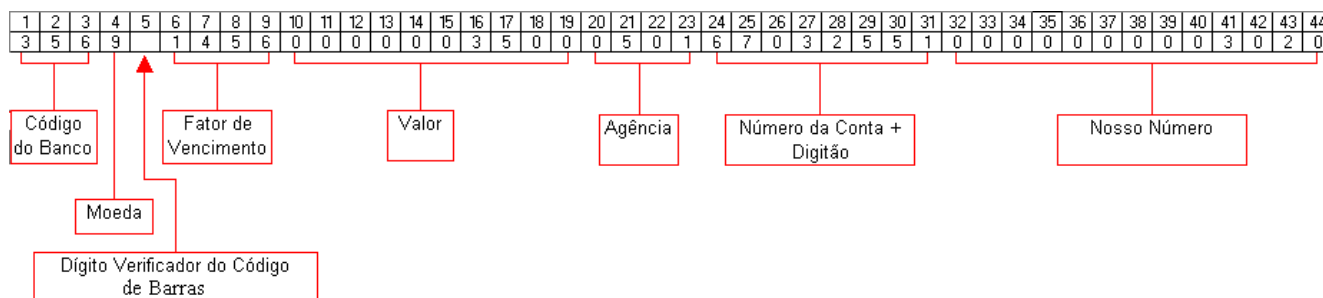 1 2 3 4 5 6 7 8 9 10 11 12 13 14 15 16 17 18 19 20 21 22 23 24 25 26 27 28 29 30 31 32 33 34 35 36 37 38 39 40 41 42 43 44
3 5 6 9 1 4 5 6 0 0 0 0 0 0 3 5 0 0 0 5 0 1 6 7 0 3 2 5 5 1 0 0 0 0 0 0 0 0 0 3 0 2 0
Código
do Banco
Fator de
Vencimento
Valor
Agência
Número da Conta +
Digitão
Nosso Número
Moeda
Dígito Verificador do Código
de Barras